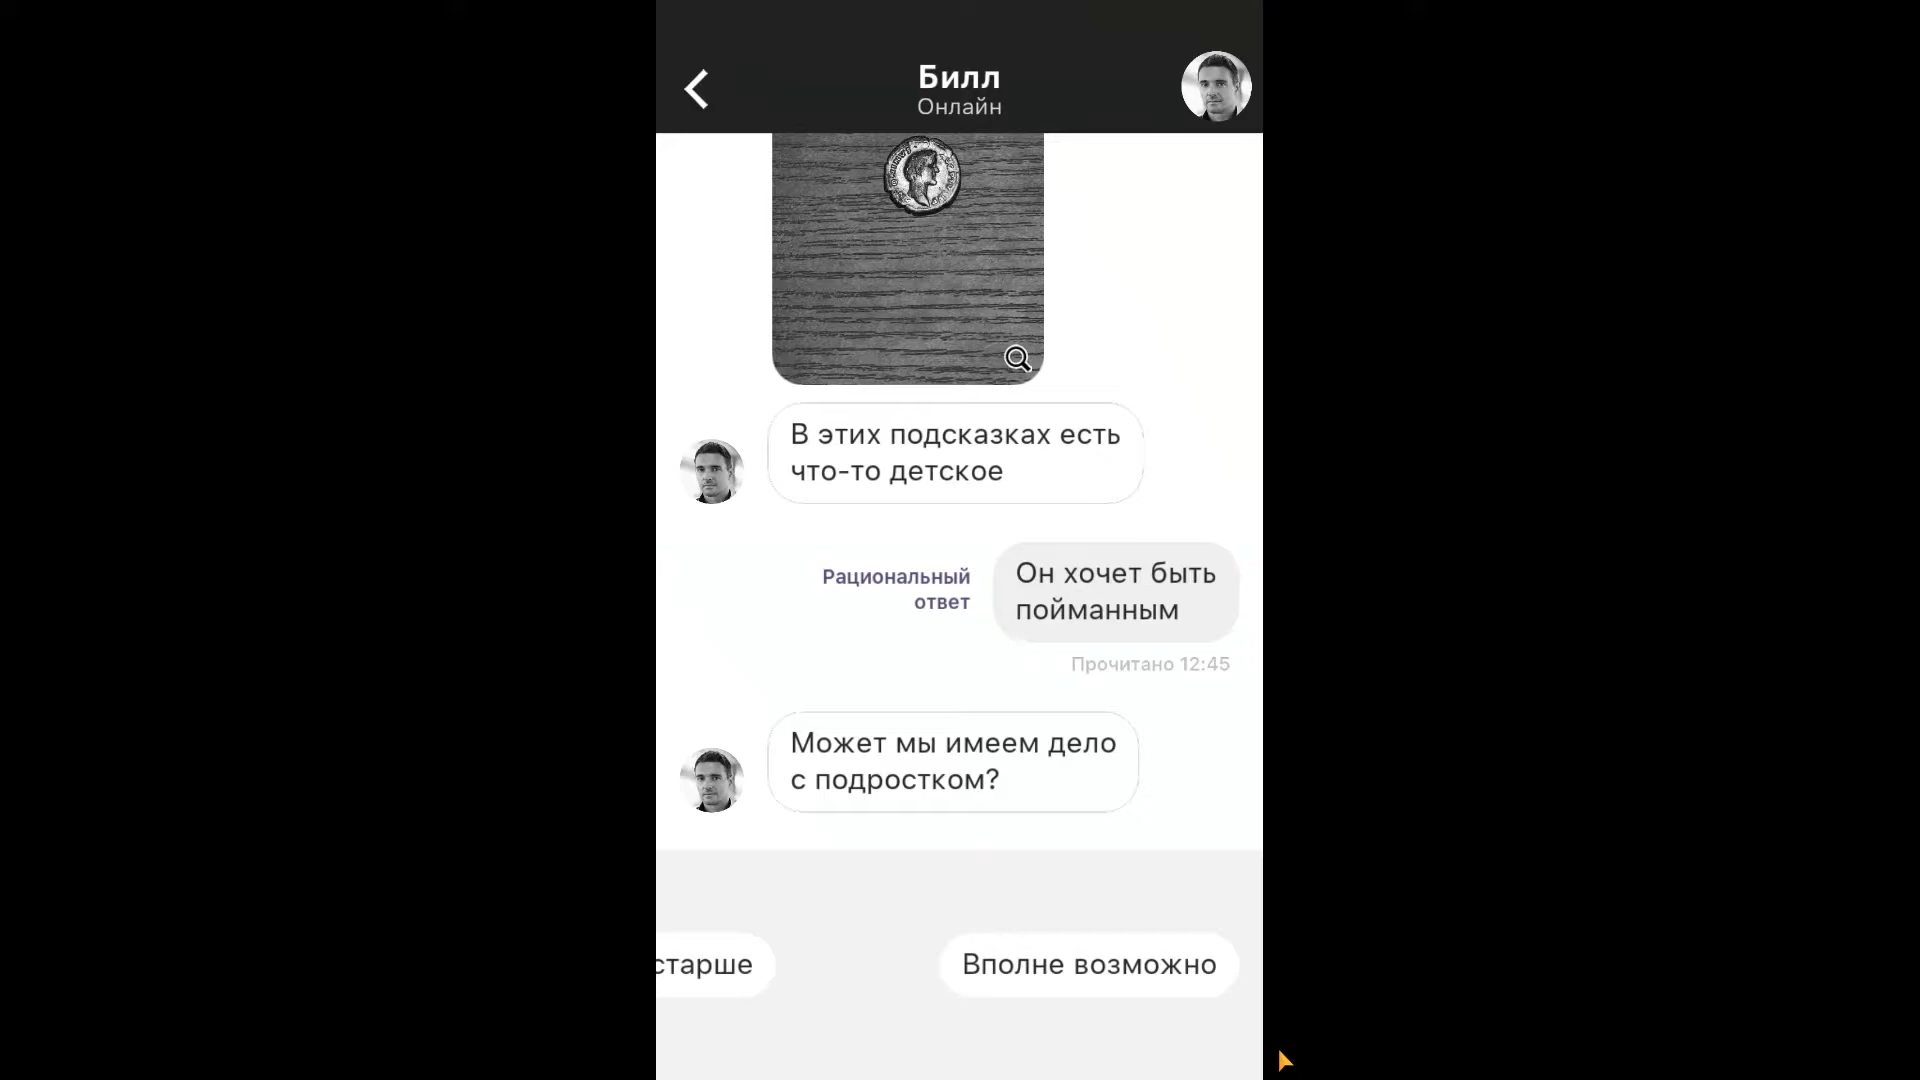 Билл
Онлайн
В этих подсказках есть
что-то детское
Рациональный
ответ
Он хочет быть
пойманным
Прочитано 12:45
Может мы имеем дело
с подростком?
старше
Вполне возможно